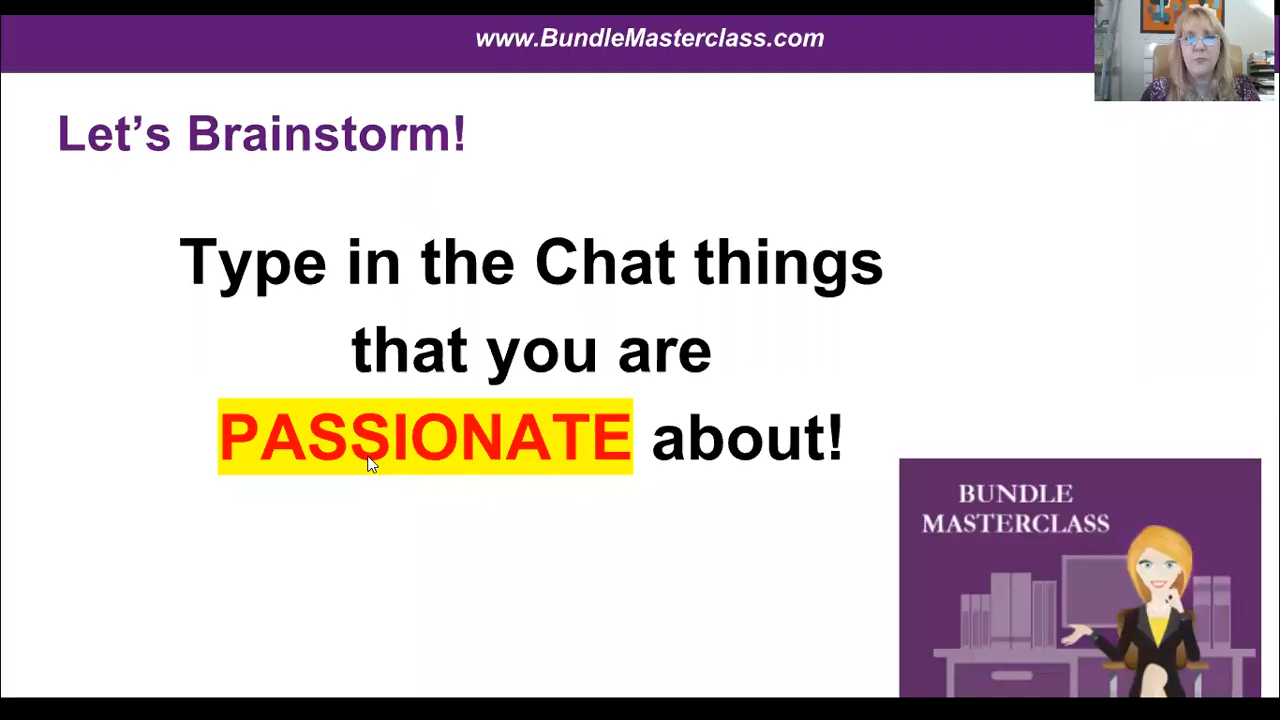 www.BundleMasterclass.com
Let's Brainstorm!
Type in the Chat things
that you are
PASSIONATE about!
BUNDLE
MASTERCLASS